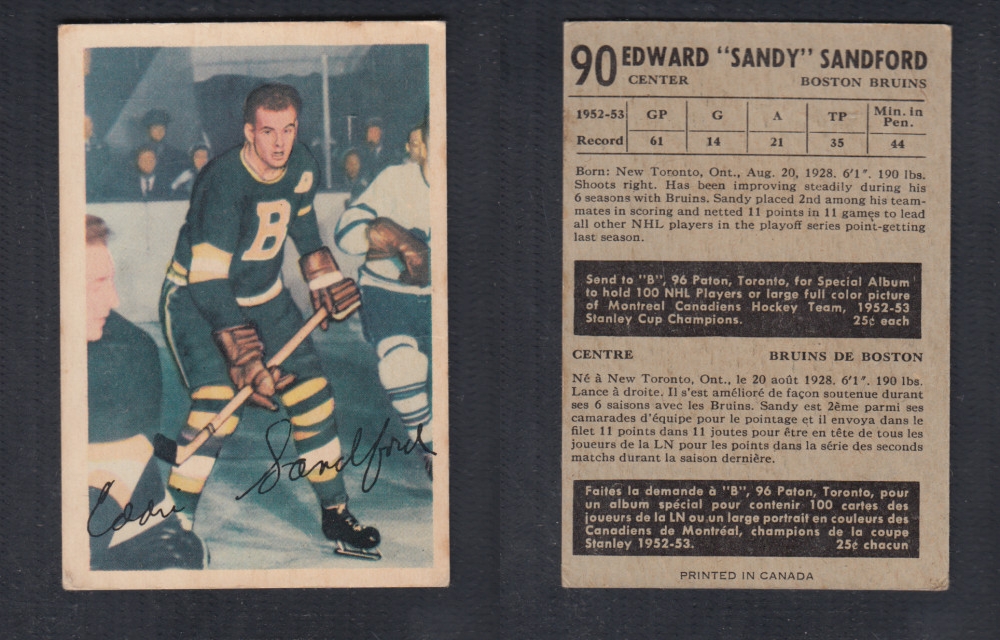 B
A
Eddie Sandford
90 EDWARD "SANDY" SANDFORD
CENTER BOSTON BRUINS
1952-53 GP G A TP Min. in Pen.
Record 61 14 21 35 44
Born: New Toronto, Ont., Aug. 20, 1928. 6'1". 190 lbs.
Shoots right. Has been improving steadily during his
6 seasons with Bruins. Sandy placed 2nd among his team-
mates in scoring and netted 11 points in 11 games to lead
all other NHL players in the playoff series point-getting
last season.
Send to "B", 96 Paton, Toronto, for Special Album
to hold 100 NHL Players or large full color picture
of Montreal Canadiens Hockey Team, 1952-53
Stanley Cup Champions. 25¢ each
CENTRE BRUINS DE BOSTON
Né à New Toronto, Ont., le 20 août 1928. 6'1". 190 lbs.
Lance à droite. Il s'est amélioré de façon soutenue durant
ses 6 saisons avec les Bruins. Sandy est 2ème parmi ses
camarades d'équipe pour le pointage et il envoya dans le
filet 11 points dans 11 joutes pour être en tête de tous les
joueurs de la LN pour les points dans la série des seconds
matchs durant la saison dernière.
Faites la demande à "B", 96 Paton, Toronto, pour
un album spécial pour contenir 100 cartes des
joueurs de la LN ou un large portrait en couleurs des
Canadiens de Montréal, champions de la coupe
Stanley 1952-53. 25¢ chacun
PRINTED IN CANADA